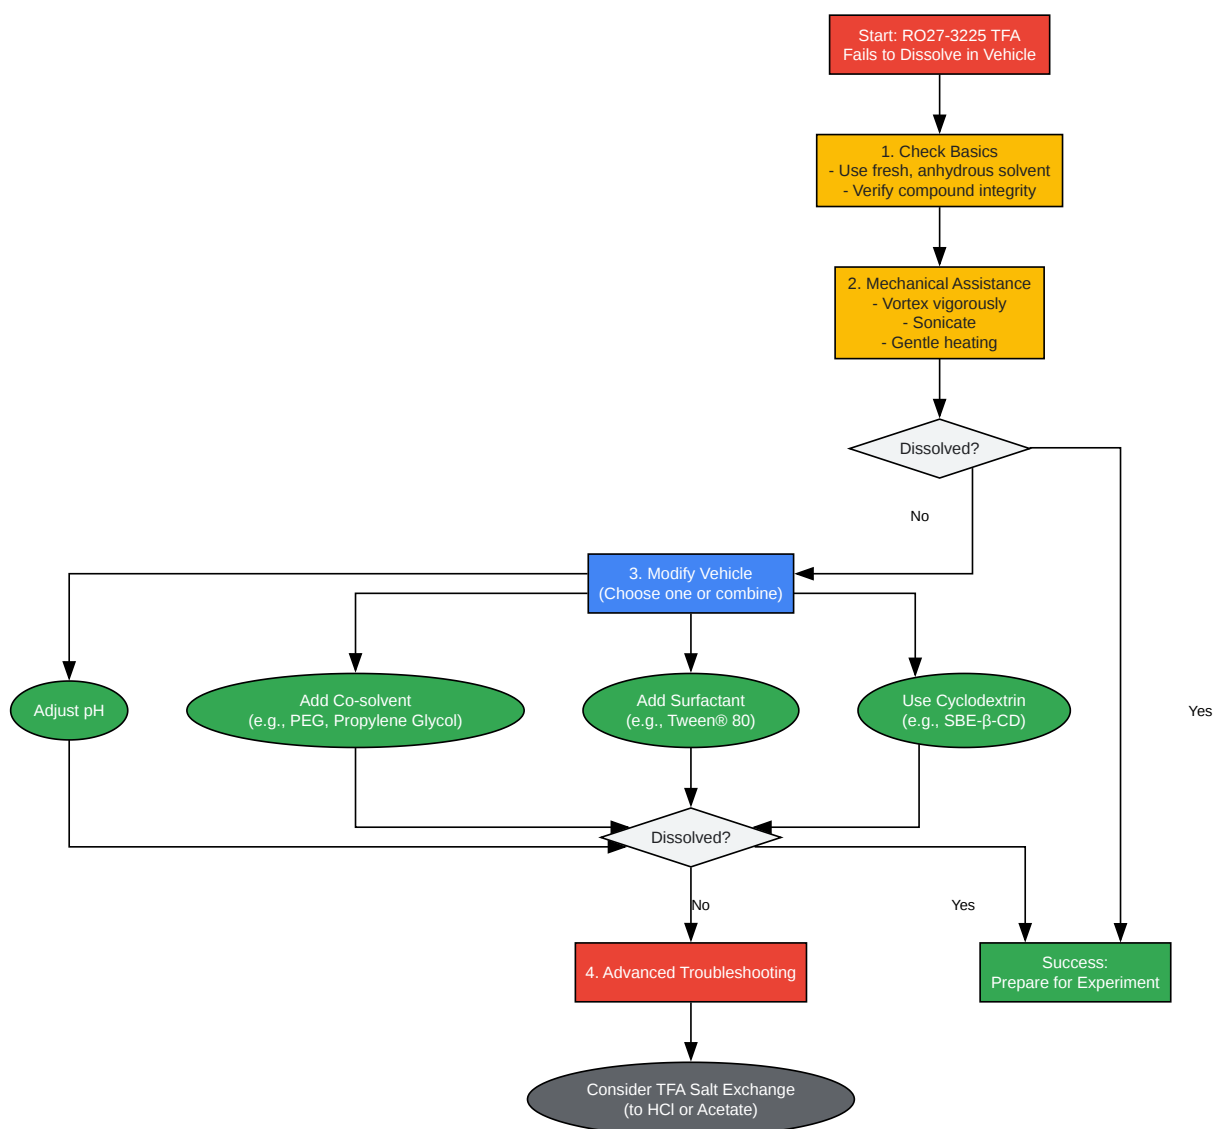 Start: RO27-3225 TFA
Fails to Dissolve in Vehicle
1. Check Basics
- Use fresh, anhydrous solvent
- Verify compound integrity
2. Mechanical Assistance
- Vortex vigorously
- Sonicate
- Gentle heating
Dissolved?
No
3. Modify Vehicle
(Choose one or combine)
Adjust pH
Add Co-solvent
(e.g., PEG, Propylene Glycol)
Add Surfactant
(e.g., Tween® 80)
Use Cyclodextrin
(e.g., SBE-β-CD)
Yes
Dissolved?
No
Yes
4. Advanced Troubleshooting
Success:
Prepare for Experiment
Consider TFA Salt Exchange
(to HCl or Acetate)